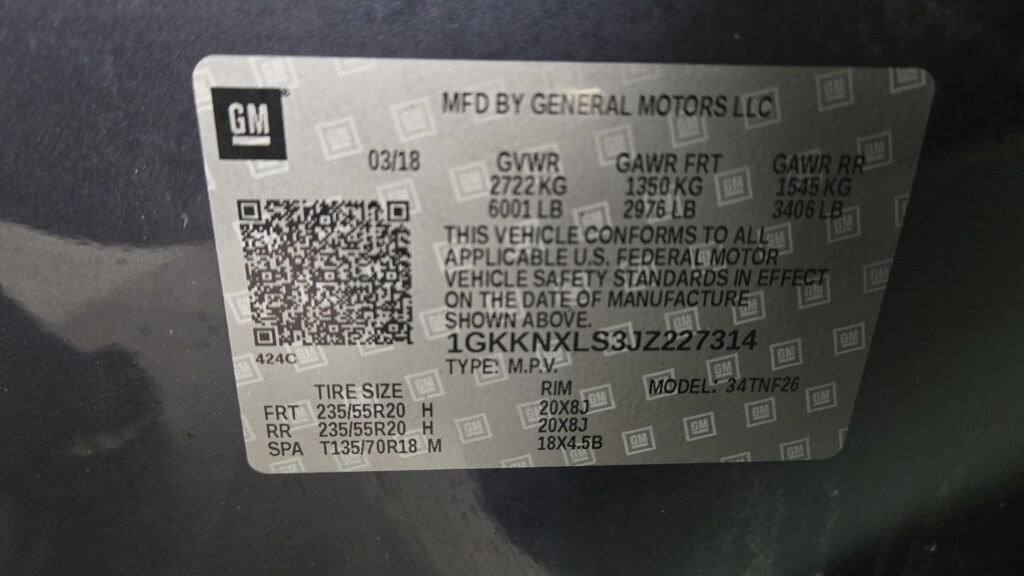 GM
MFD BY GENERAL MOTORS LLC
03/18 GVWR GAWR FRT GAWR RR
2722 KG 1350 KG 1545 KG
6001 LB 2976 LB 3406 LB
THIS VEHICLE CONFORMS TO ALL
APPLICABLE U.S. FEDERAL MOTOR
VEHICLE SAFETY STANDARDS IN EFFECT
ON THE DATE OF MANUFACTURE
SHOWN ABOVE.
424C
1GKKNXLS3JZ227314
TYPE: M.P.V.
TIRE SIZE RIM MODEL: 34TNF26
FRT 235/55R20 H 20X8J
RR 235/55R20 H 20X8J
SPA T135/70R18 M 18X4.5B